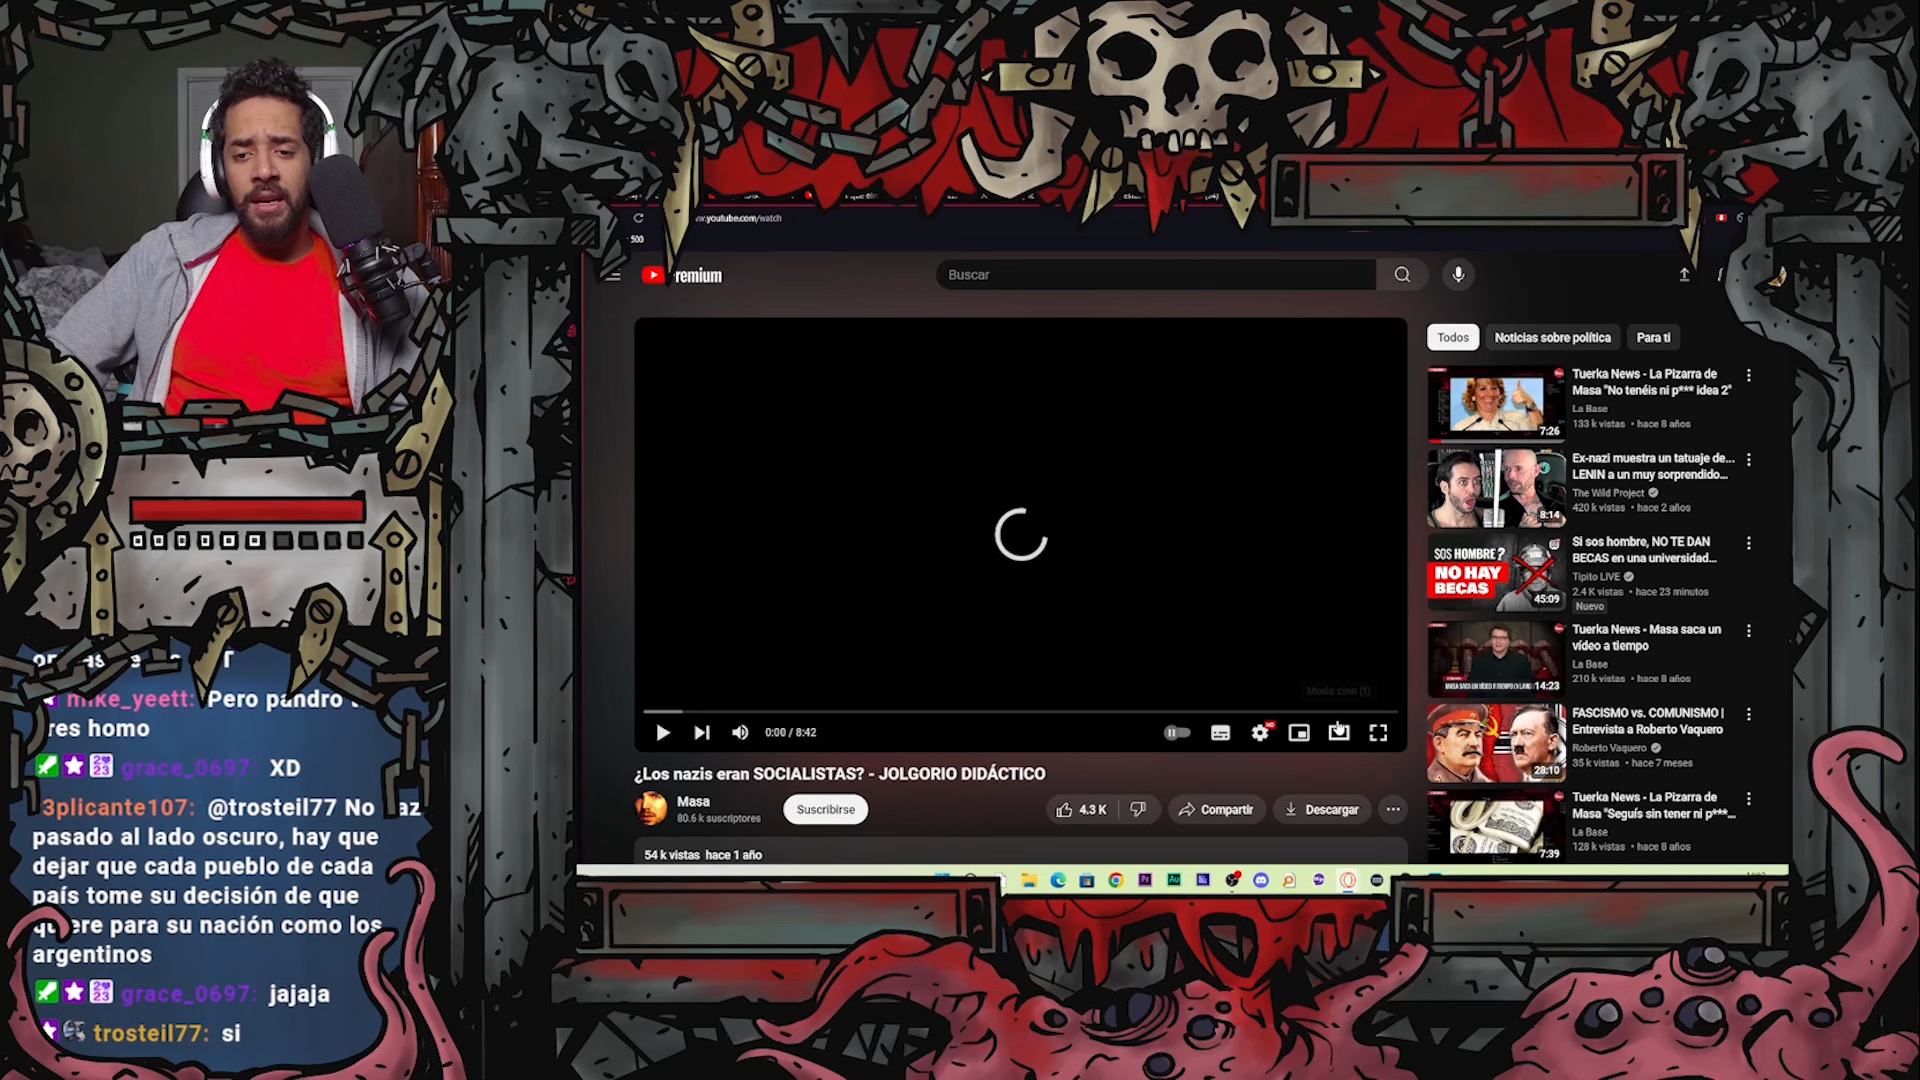 mike_yeett: Pero pandro
res homo
grace_0697: XD
3plicante107: @trosteil77 No
pasado al lado oscuro, hay que
dejar que cada pueblo de cada
país tome su decisión de que
quiere para su nación como los
argentinos
grace_0697: jajaja
trosteil77: si
youtube.com/watch
500
remium
Buscar
Modo cine (t)
0:00 / 8:42
HD
¿Los nazis eran SOCIALISTAS? - JOLGORIO DIDÁCTICO
Masa
80.6 k suscriptores
Suscribirse
4.3 K
Compartir
Descargar
54 k vistas hace 1 año
Todos
Noticias sobre política
Para ti
Tuerka News - La Pizarra de
Masa "No tenéis ni p*** idea 2"
La Base
133 k vistas • hace 8 años
7:26
Ex-nazi muestra un tatuaje de...
LENIN a un muy sorprendido...
The Wild Project
420 k vistas • hace 2 años
8:14
SOS HOMBRE?
NO HAY
BECAS
45:09
Si sos hombre, NO TE DAN
BECAS en una universidad...
Tipito LIVE
2.4 K vistas • hace 23 minutos
Nuevo
Tuerka News - Masa saca un
vídeo a tiempo
La Base
210 k vistas • hace 8 años
14:23
FASCISMO vs. COMUNISMO |
Entrevista a Roberto Vaquero
Roberto Vaquero
35 k vistas • hace 7 meses
28:10
Tuerka News - La Pizarra de
Masa "Seguís sin tener ni p***...
La Base
128 k vistas • hace 8 años
7:39